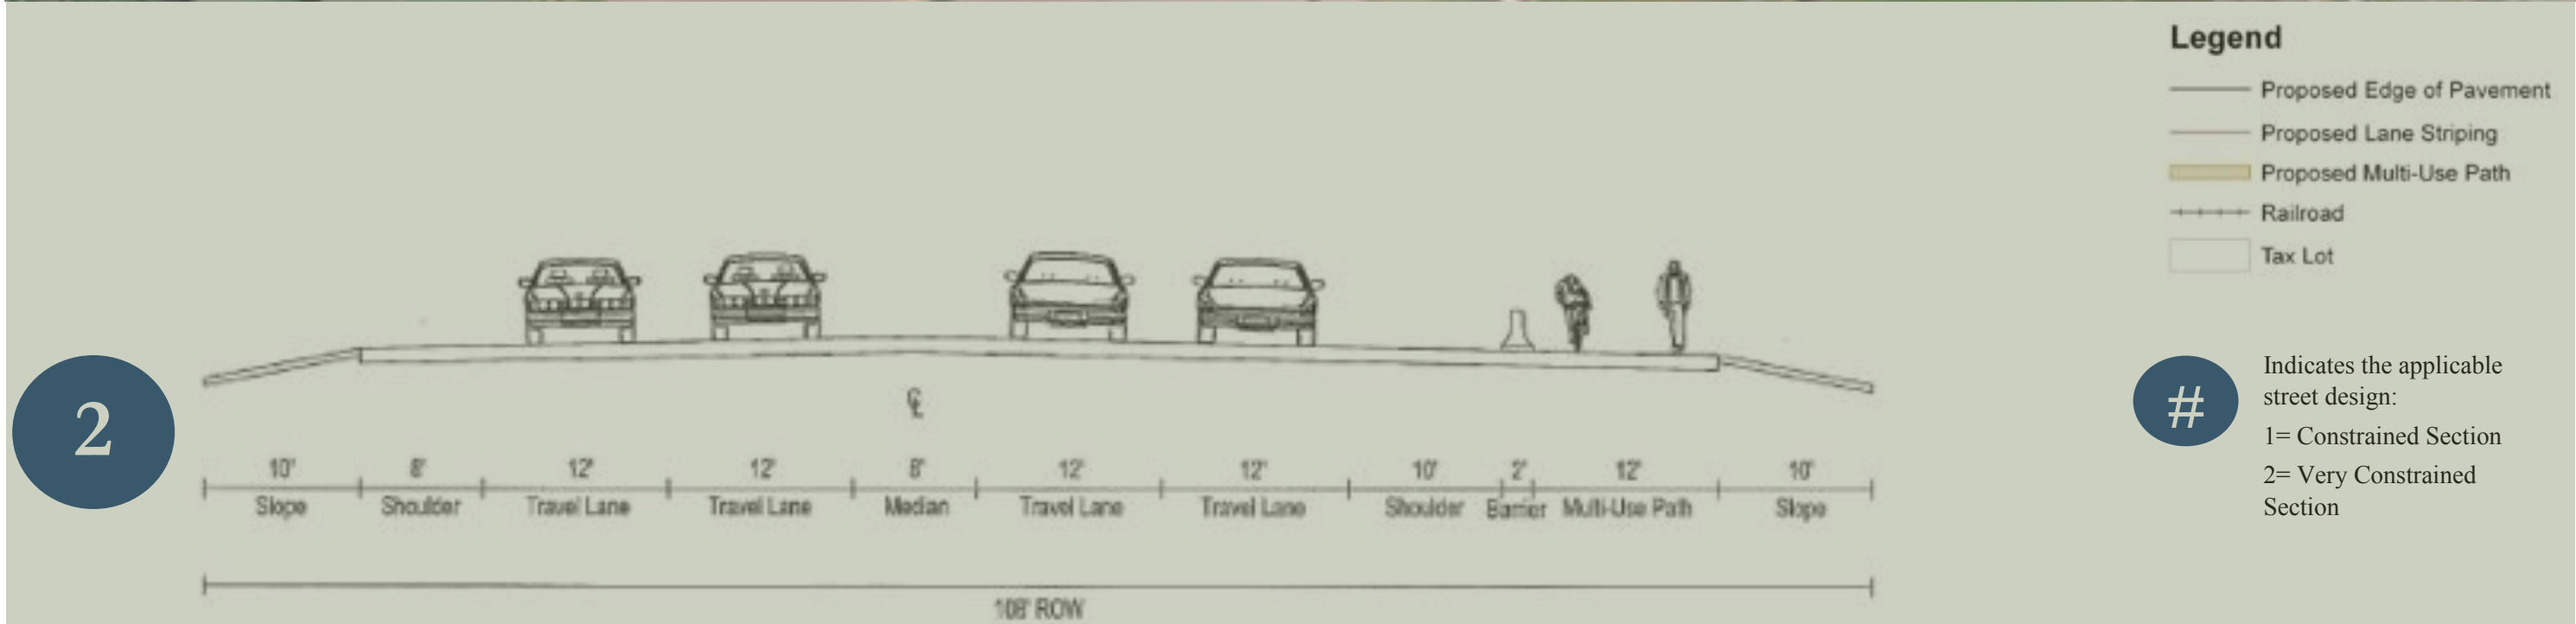 Legend
Proposed Edge of Pavement
Proposed Lane Striping
Proposed Multi-Use Path
Railroad
Tax Lot
2
#
Indicates the applicable
street design:
1= Constrained Section
2= Very Constrained
Section
℄
10' 8' 12' 12' 8' 12' 12' 10' 2' 12' 10'
Slope Shoulder Travel Lane Travel Lane Median Travel Lane Travel Lane Shoulder Barrier Multi-Use Path Slope
108' ROW